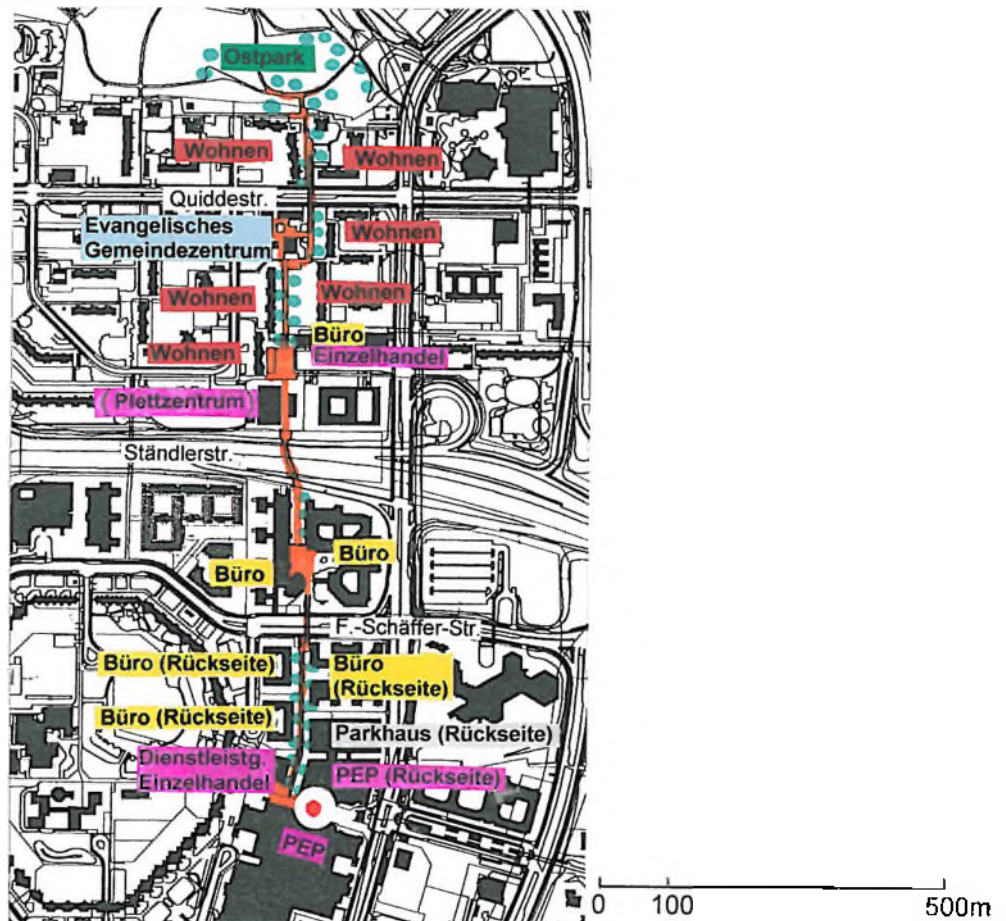 Ostpark
Wohnen
Wohnen
Quiddestr.
Evangelisches
Gemeindezentrum
Wohnen
Wohnen
Wohnen
Büro
Einzelhandel
Wohnen
( Plettzentrum)
Ständlerstr.
Büro
Büro
F.-Schäffer-Str.
Büro (Rückseite)
Büro
(Rückseite)
Büro (Rückseite)
Parkhaus (Rückseite)
Dienstleistg.
Einzelhandel
PEP (Rückseite)
PEP
0 100 500m